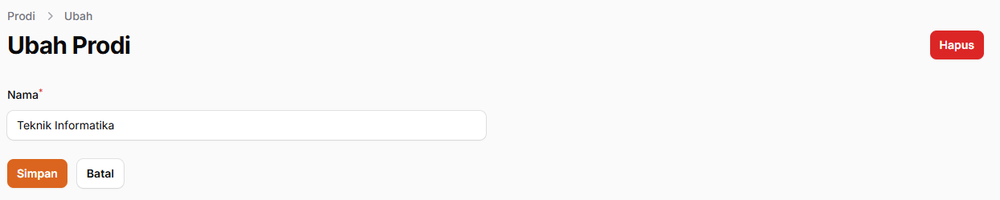 Prodi > Ubah
Ubah Prodi
Hapus
Nama*
Teknik Informatika
Simpan Batal